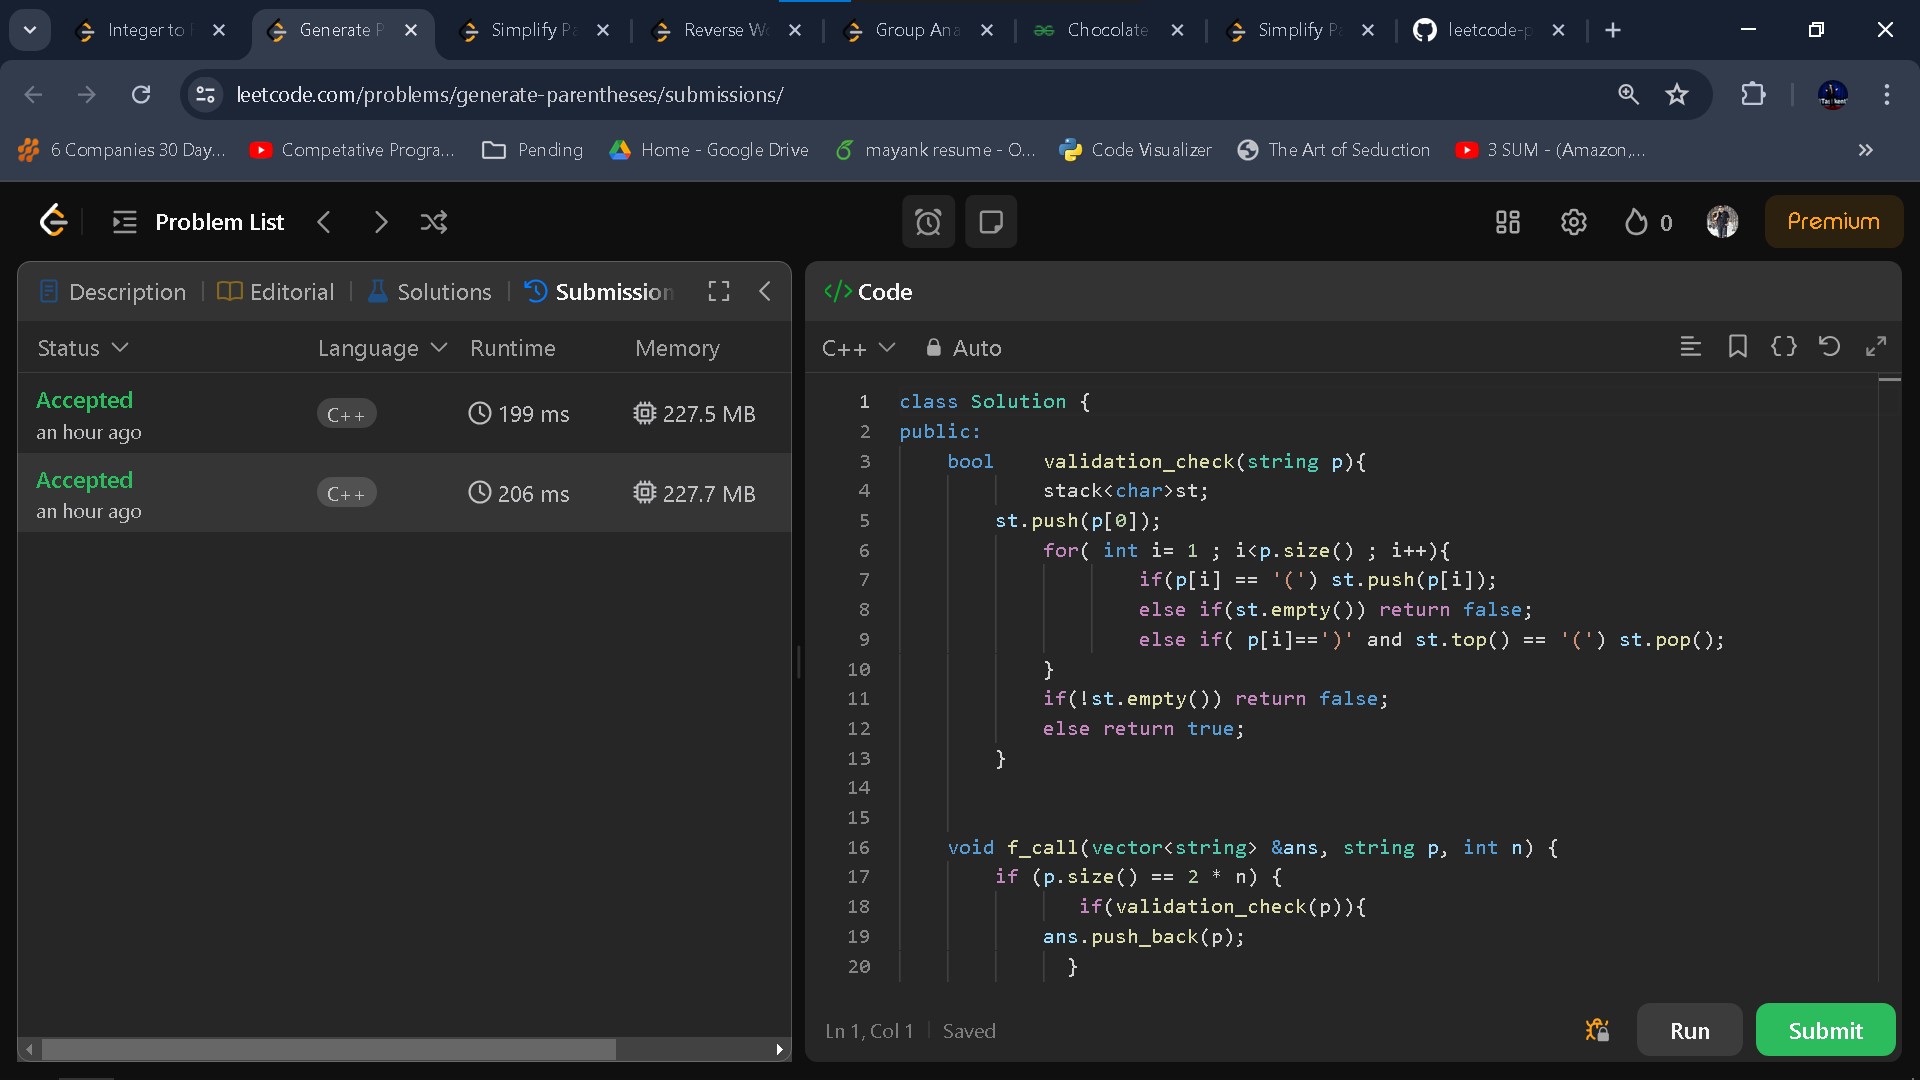 Integer to
Generate P
Simplify Pa
Reverse Wo
Group Ana
Chocolate
Simplify Pa
leetcode-p
leetcode.com/problems/generate-parentheses/submissions/
6 Companies 30 Day...
Competative Progra...
Pending
Home - Google Drive
mayank resume - O...
Code Visualizer
The Art of Seduction
3 SUM - (Amazon,...
Problem List
0
Premium
Description
Editorial
Solutions
Submission
Status Language Runtime Memory
Accepted
an hour ago
C++
199 ms
227.5 MB
Accepted
an hour ago
C++
206 ms
227.7 MB
</> Code
C++ Auto
1 class Solution {
2 public:
3 bool validation_check(string p){
4 stack<char>st;
5 st.push(p[0]);
6 for( int i= 1 ; i<p.size() ; i++){
7 if(p[i] == '(') st.push(p[i]);
8 else if(st.empty()) return false;
9 else if( p[i]==')' and st.top() == '(') st.pop();
10 }
11 if(!st.empty()) return false;
12 else return true;
13 }
14
15
16 void f_call(vector<string> &ans, string p, int n) {
17 if (p.size() == 2 * n) {
18 if(validation_check(p)){
19 ans.push_back(p);
20 }
Ln 1, Col 1 Saved
Run
Submit